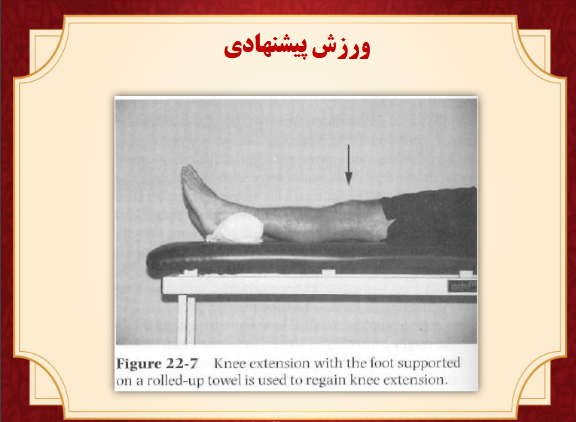 ورزش پیشنهادی
Figure 22-7 Knee extension with the foot supported
on a rolled-up towel is used to regain knee extension.